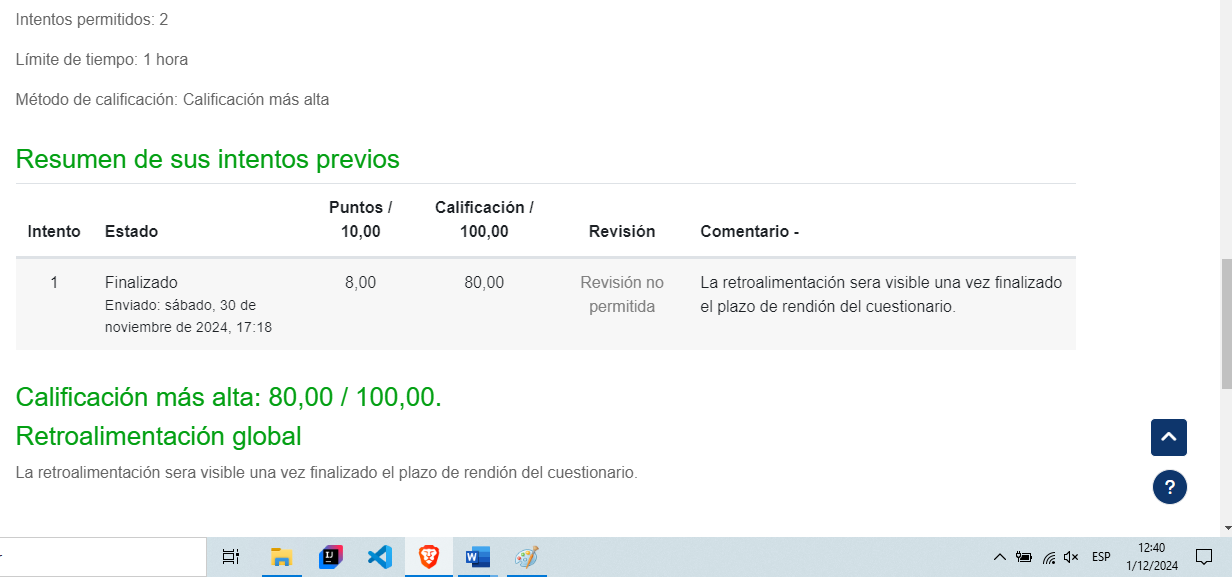 Intentos permitidos: 2
Límite de tiempo: 1 hora
Método de calificación: Calificación más alta
Resumen de sus intentos previos
Intento Estado Puntos / 10,00 Calificación / 100,00 Revisión Comentario -
1 Finalizado 8,00 80,00 Revisión no La retroalimentación sera visible una vez finalizado
Enviado: sábado, 30 de permitida el plazo de rendión del cuestionario.
noviembre de 2024, 17:18
Calificación más alta: 80,00 / 100,00.
Retroalimentación global
La retroalimentación sera visible una vez finalizado el plazo de rendión del cuestionario.
?
IJ
W
ESP
12:40
1/12/2024